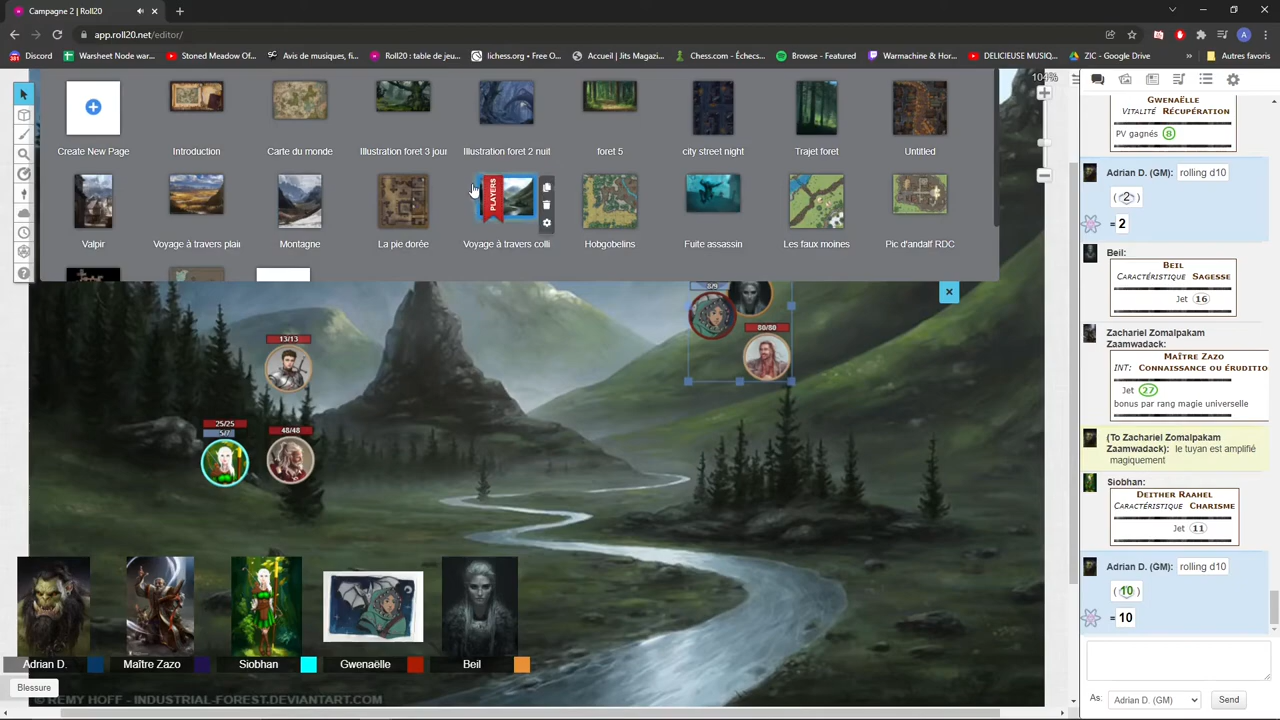 Campagne 2 | Roll20
app.roll20.net/editor/
Discord
Warsheet Node war...
Stoned Meadow Of...
Avis de musiques, fi...
Roll20 : table de jeu...
lichess.org • Free O...
Accueil | Jits Magazi...
Chess.com - Échecs...
Browse - Featured
Warmachine & Hor...
DELICIEUSE MUSIQ...
ZIC - Google Drive
Autres favoris
104%
Create New Page
Introduction
Carte du monde
Illustration foret 3 jour
Illustration foret 2 nuit
foret 5
city street night
Trajet foret
Untitled
PLAYERS
Valpir
Voyage à travers plain
Montagne
La pie dorée
Voyage à travers colli
Hobgobelins
Fuite assassin
Les faux moines
Pic d'andalf RDC
8/9
80/80
13/13
25/25
5/7
48/48
Adrian D.
Maître Zazo
Siobhan
Gwenaëlle
Beil
Blessure
© REMY HOFF - INDUSTRIAL-FOREST.DEVIANTART.COM
Gwenaëlle
Vitalité Récupération
PV gagnés 8
Adrian D. (GM): rolling d10
(2)
= 2
Beil:
Beil
Caractéristique Sagesse
Jet 16
Zachariel Zomalpakam
Zaamwadack:
Maître Zazo
INT: Connaissance ou éruditio
Jet 27
bonus par rang magie universelle
(To Zachariel Zomalpakam
Zaamwadack): le tuyan est amplifié
magiquement
Siobhan:
Deither Raahel
Caractéristique Charisme
Jet 11
Adrian D. (GM): rolling d10
(10)
= 10
As: Adrian D. (GM)
Send